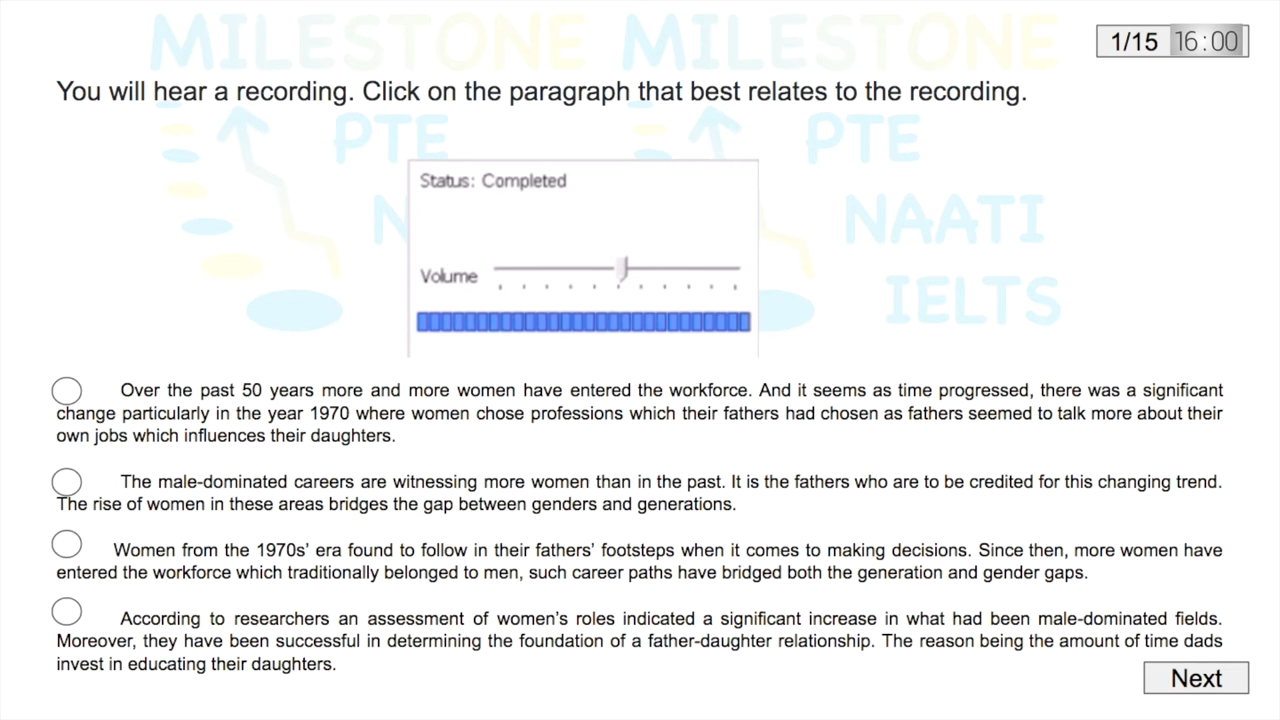 MILESTONE MILESTONE
1/15 16:00
You will hear a recording. Click on the paragraph that best relates to the recording.
PTE PTE
Status: Completed
N NAATI
Volume
IELTS
Over the past 50 years more and more women have entered the workforce. And it seems as time progressed, there was a significant
change particularly in the year 1970 where women chose professions which their fathers had chosen as fathers seemed to talk more about their
own jobs which influences their daughters.
The male-dominated careers are witnessing more women than in the past. It is the fathers who are to be credited for this changing trend.
The rise of women in these areas bridges the gap between genders and generations.
Women from the 1970s’ era found to follow in their fathers’ footsteps when it comes to making decisions. Since then, more women have
entered the workforce which traditionally belonged to men, such career paths have bridged both the generation and gender gaps.
According to researchers an assessment of women’s roles indicated a significant increase in what had been male-dominated fields.
Moreover, they have been successful in determining the foundation of a father-daughter relationship. The reason being the amount of time dads
invest in educating their daughters.
Next